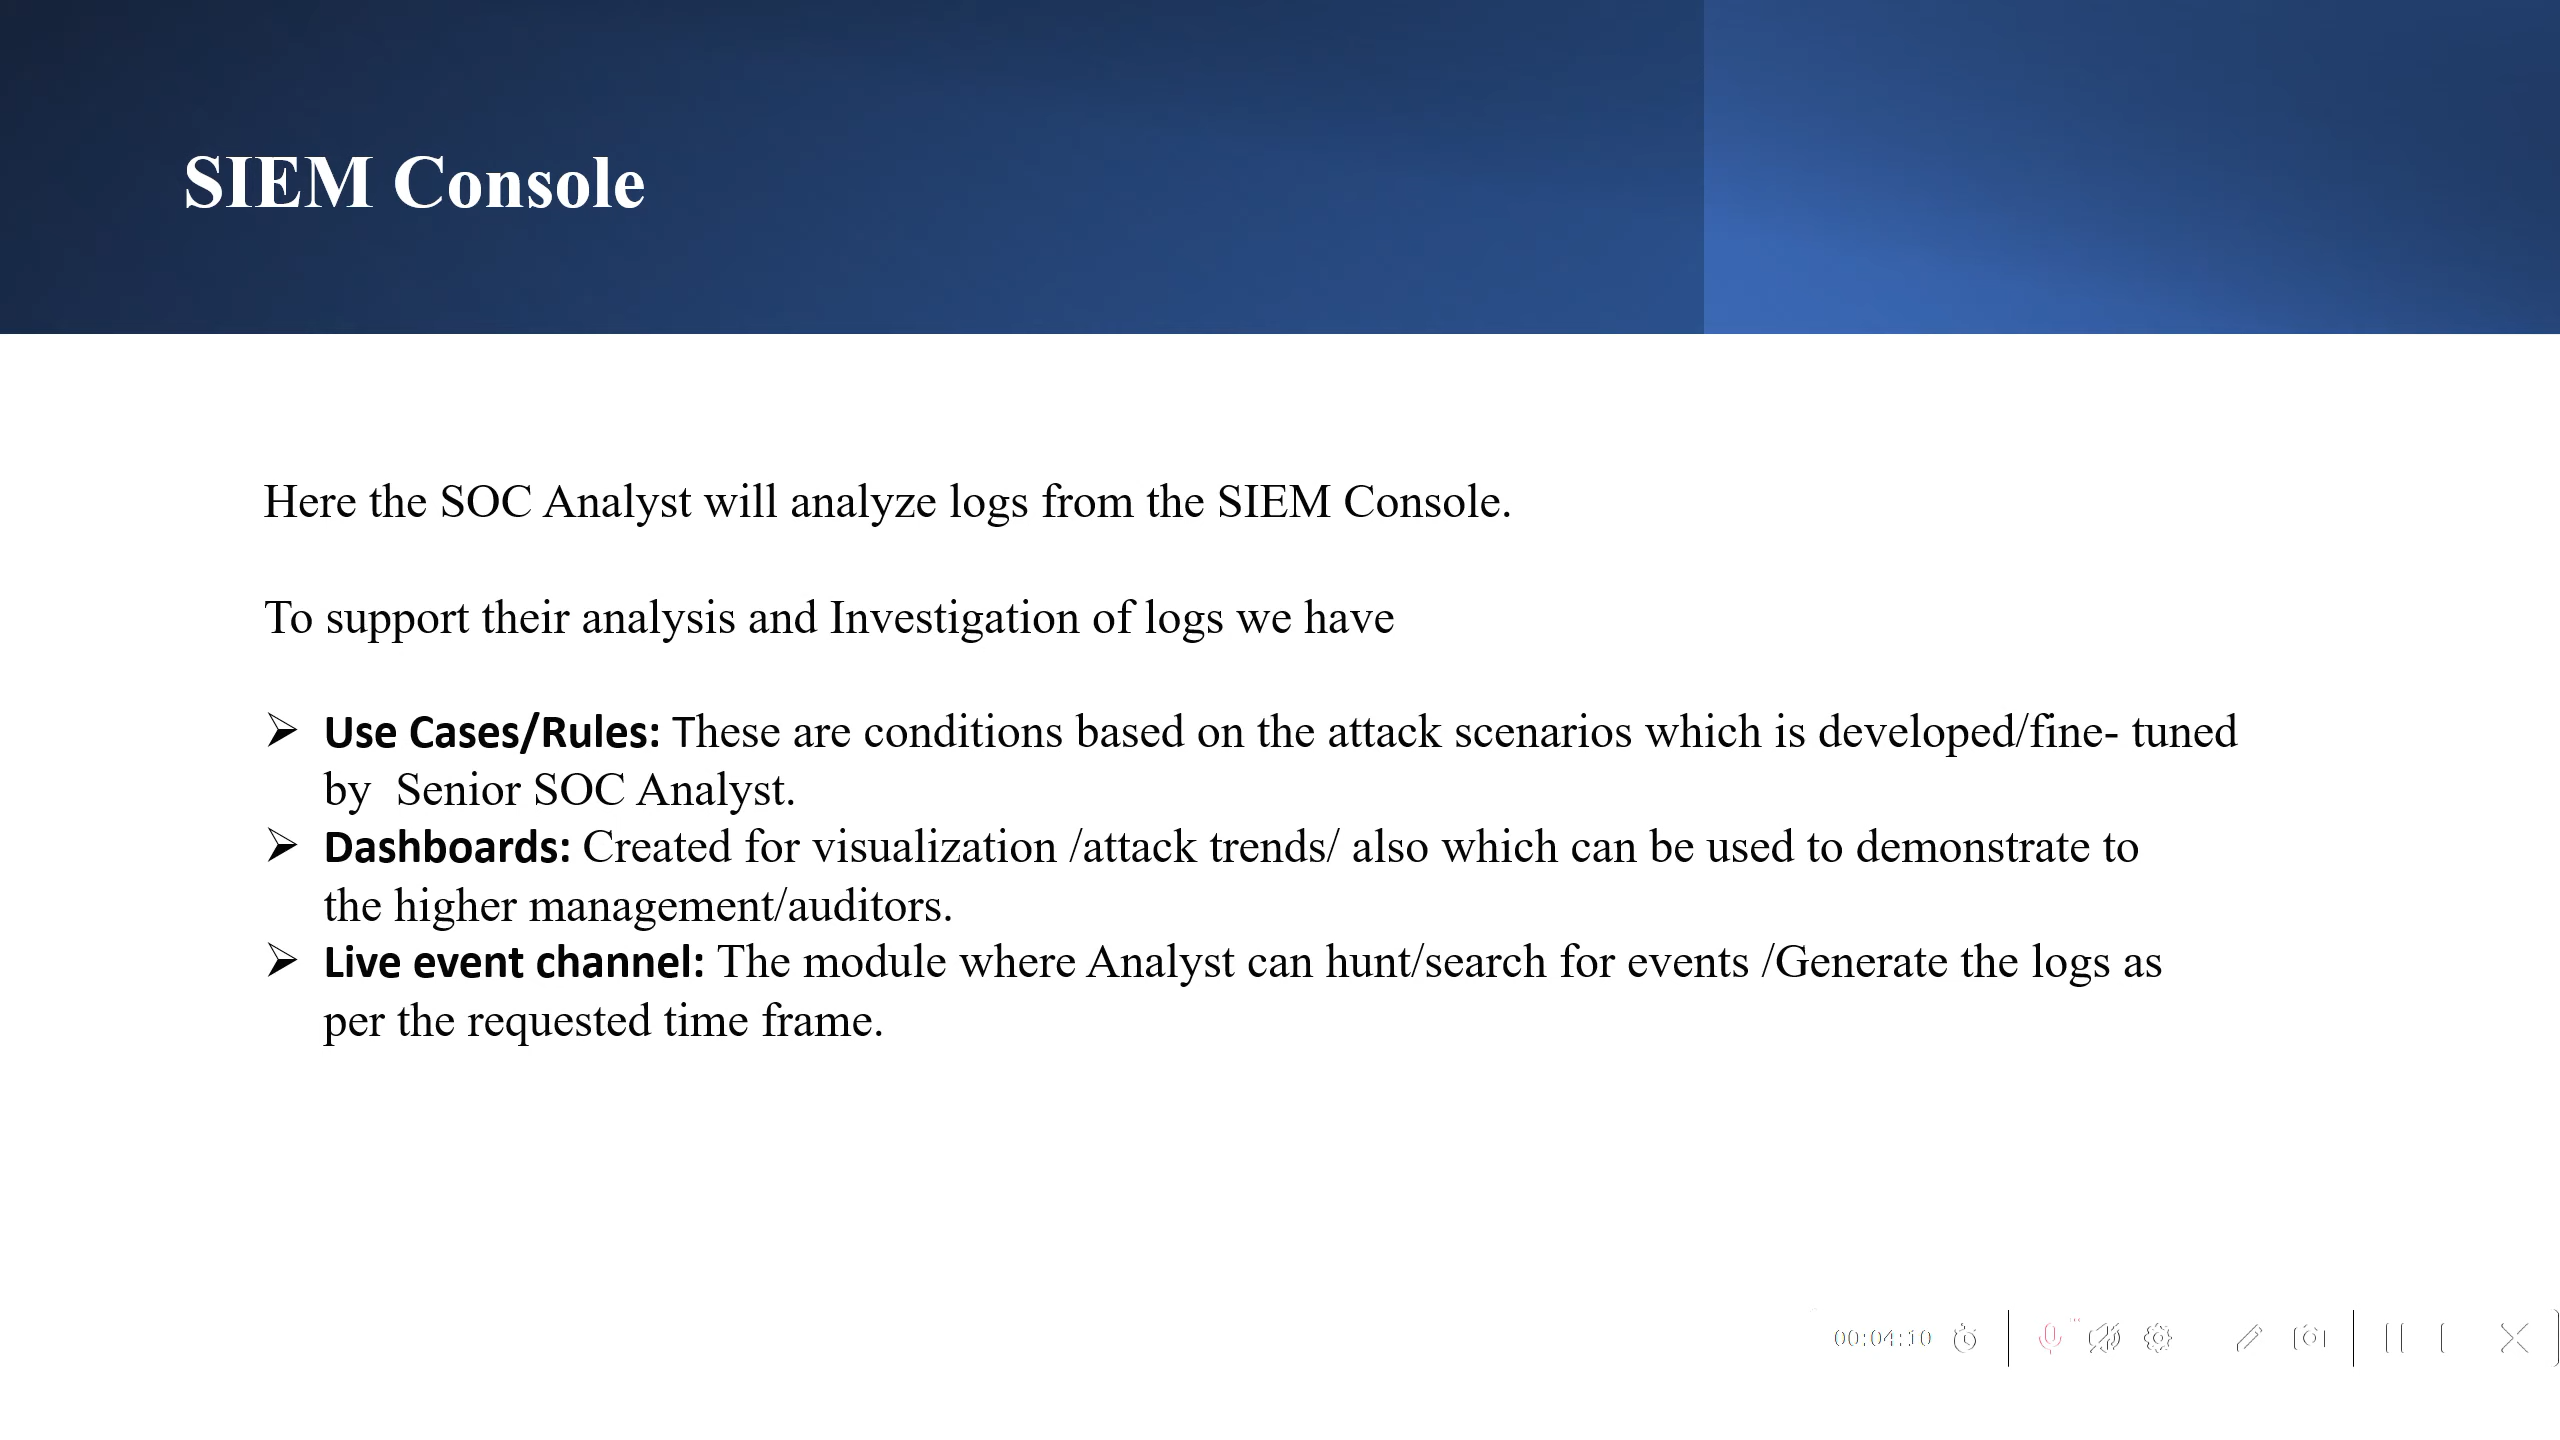 SIEM Console
Here the SOC Analyst will analyze logs from the SIEM Console.
To support their analysis and Investigation of logs we have
➢ Use Cases/Rules: These are conditions based on the attack scenarios which is developed/fine- tuned
by  Senior SOC Analyst.
➢ Dashboards: Created for visualization /attack trends/ also which can be used to demonstrate to
the higher management/auditors.
➢ Live event channel: The module where Analyst can hunt/search for events /Generate the logs as
per the requested time frame.
00:04:10